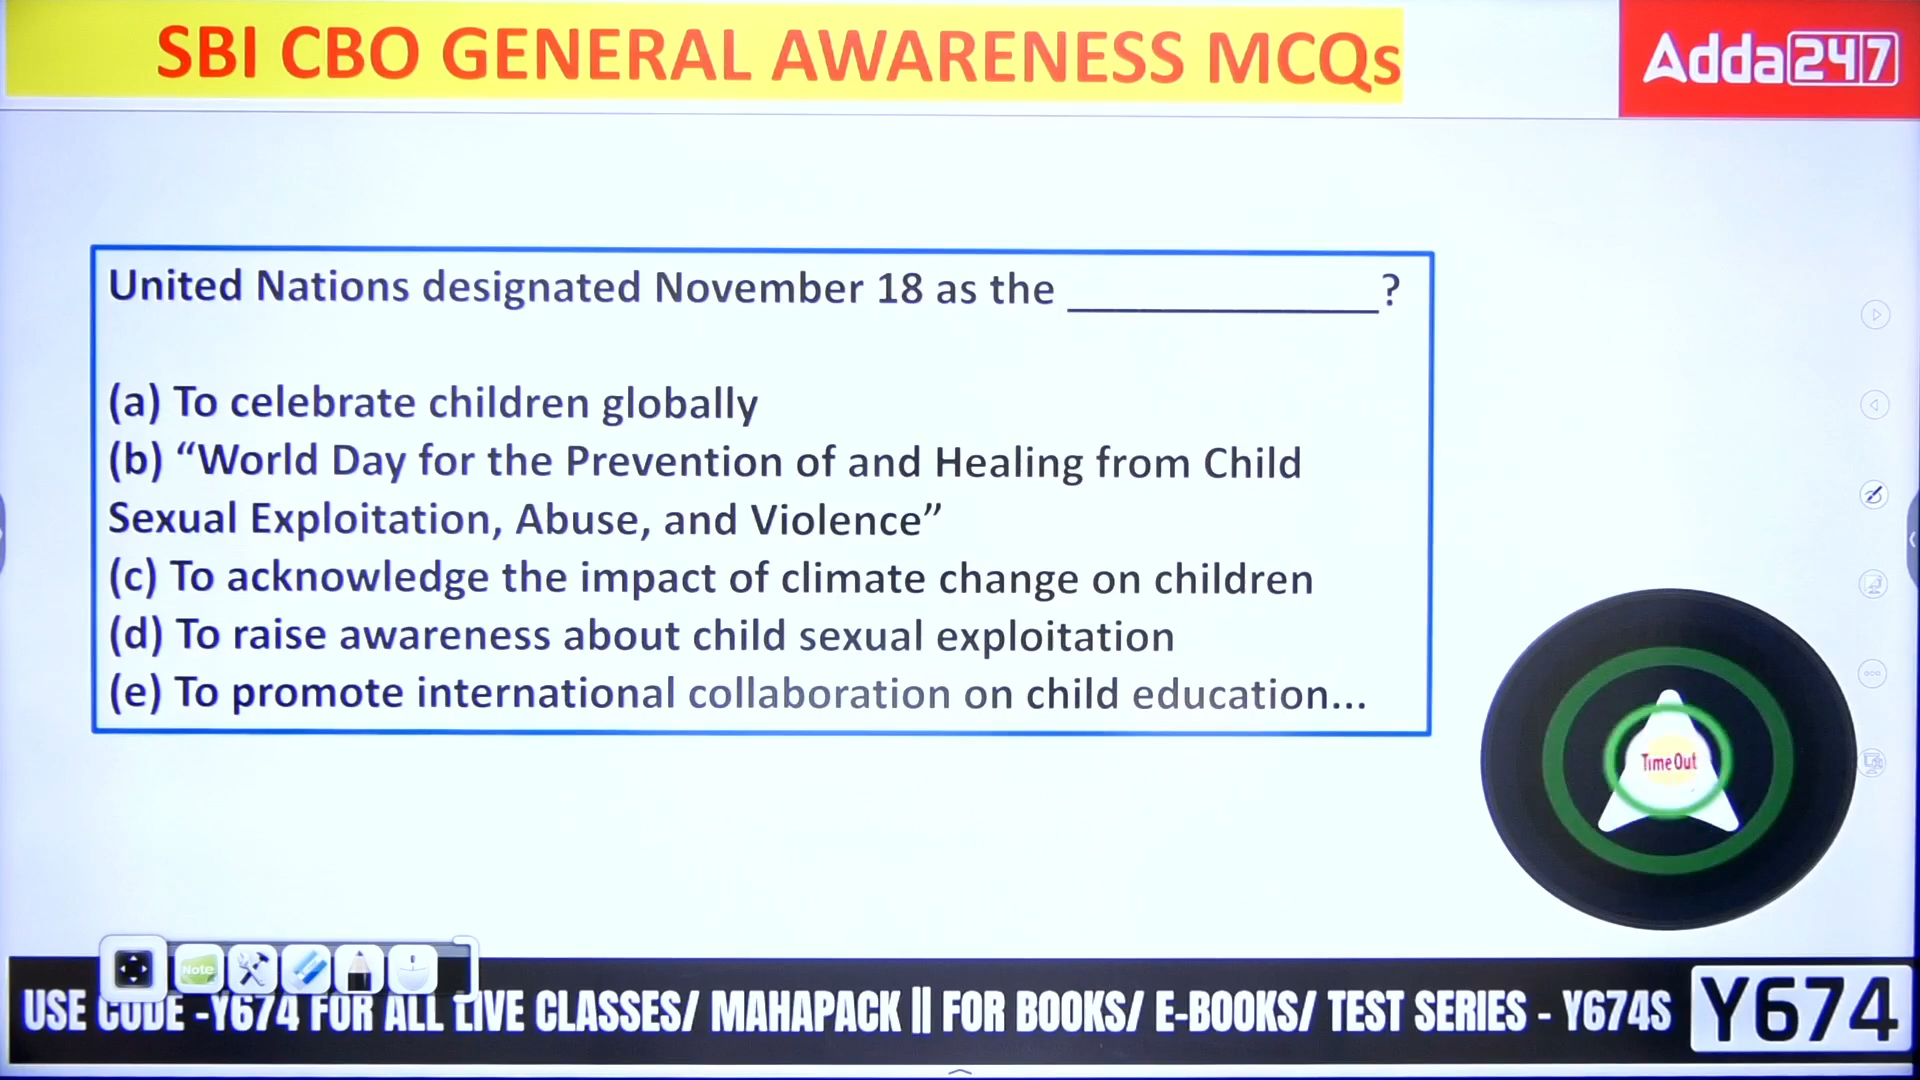 SBI CBO GENERAL AWARENESS MCQs
Adda247
United Nations designated November 18 as the ____________?
(a) To celebrate children globally
(b) “World Day for the Prevention of and Healing from Child
Sexual Exploitation, Abuse, and Violence”
(c) To acknowledge the impact of climate change on children
(d) To raise awareness about child sexual exploitation
(e) To promote international collaboration on child education...
Time Out
Note
USE CODE -Y674 FOR ALL LIVE CLASSES/ MAHAPACK || FOR BOOKS/ E-BOOKS/ TEST SERIES - Y674S
Y674